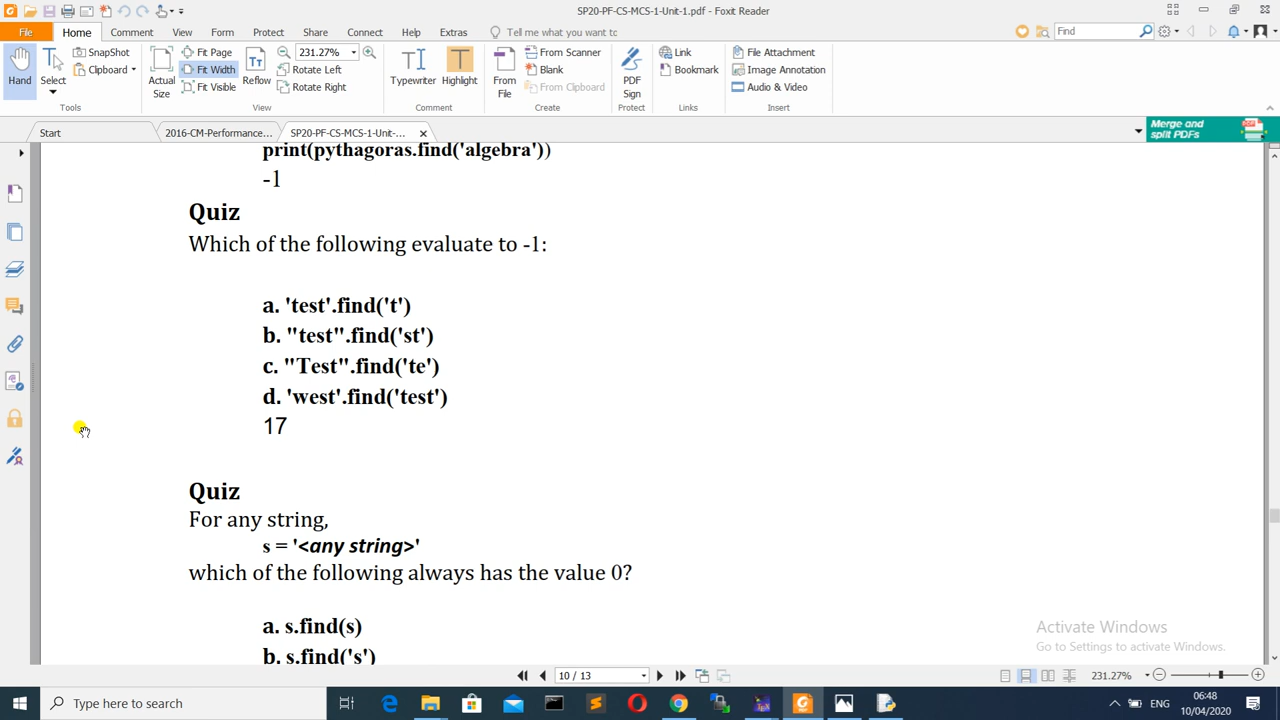 SP20-PF-CS-MCS-1-Unit-1.pdf - Foxit Reader
File Home Comment View Form Protect Share Connect Help Extras Tell me what you want to Find
Hand Select SnapShot Clipboard Actual Size Fit Page Fit Width Fit Visible Reflow 231.27% Rotate Left Rotate Right Typewriter Highlight From File From Scanner Blank From Clipboard PDF Sign Link Bookmark File Attachment Image Annotation Audio & Video
Tools View Comment Create Protect Links Insert
Start 2016-CM-Performance... SP20-PF-CS-MCS-1-Unit-... Merge and split PDFs
print(pythagoras.find('algebra'))
-1
Quiz
Which of the following evaluate to -1:
a. 'test'.find('t')
b. "test".find('st')
c. "Test".find('te')
d. 'west'.find('test')
17
Quiz
For any string,
s = '<any string>'
which of the following always has the value 0?
a. s.find(s)
b. s.find('s')
Activate Windows
Go to Settings to activate Windows.
10 / 13 231.27%
Type here to search ENG 06:48
10/04/2020